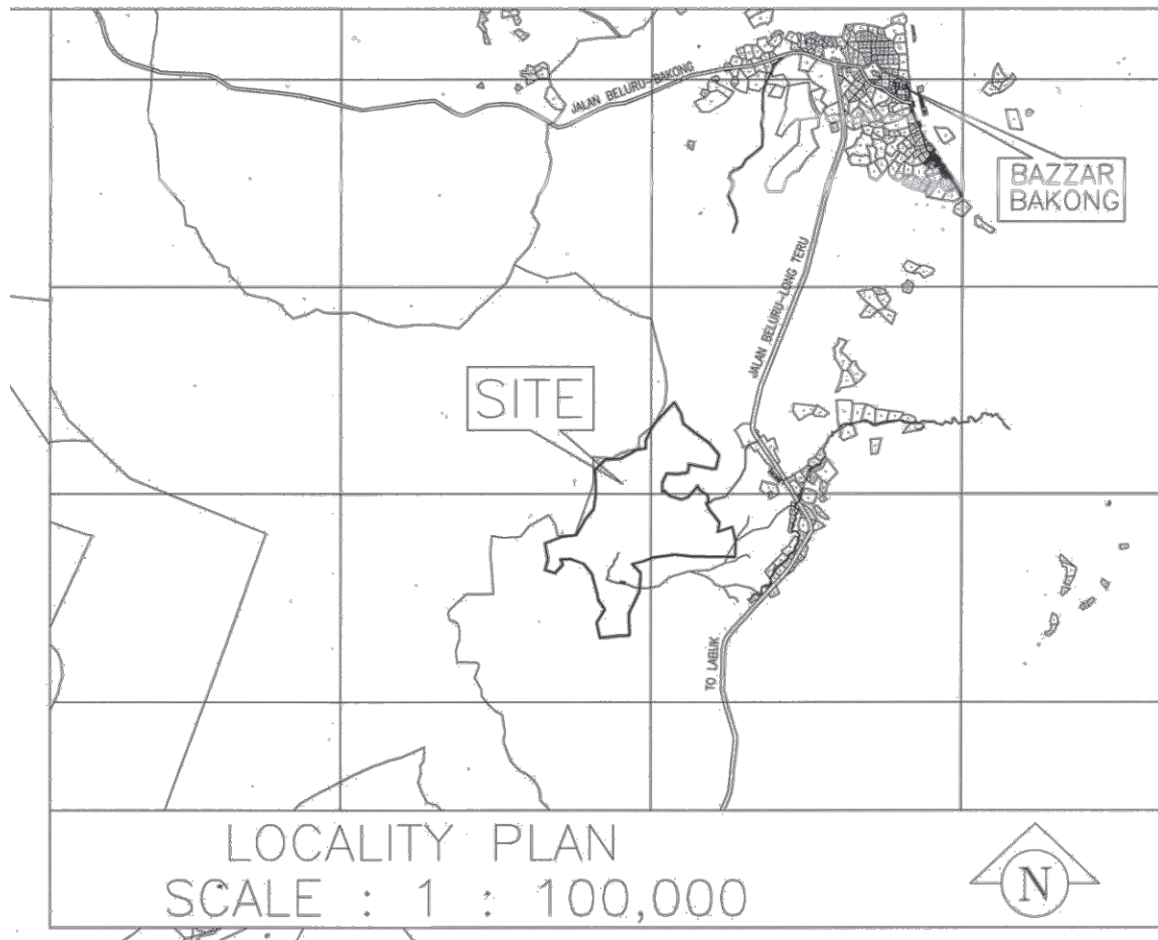 JALAN BELURU-BAKONG
BAZZAR
BAKONG
JALAN BELURU-LONG TERU
SITE
TO LABUK
LOCALITY PLAN
SCALE : 1 : 100,000
N